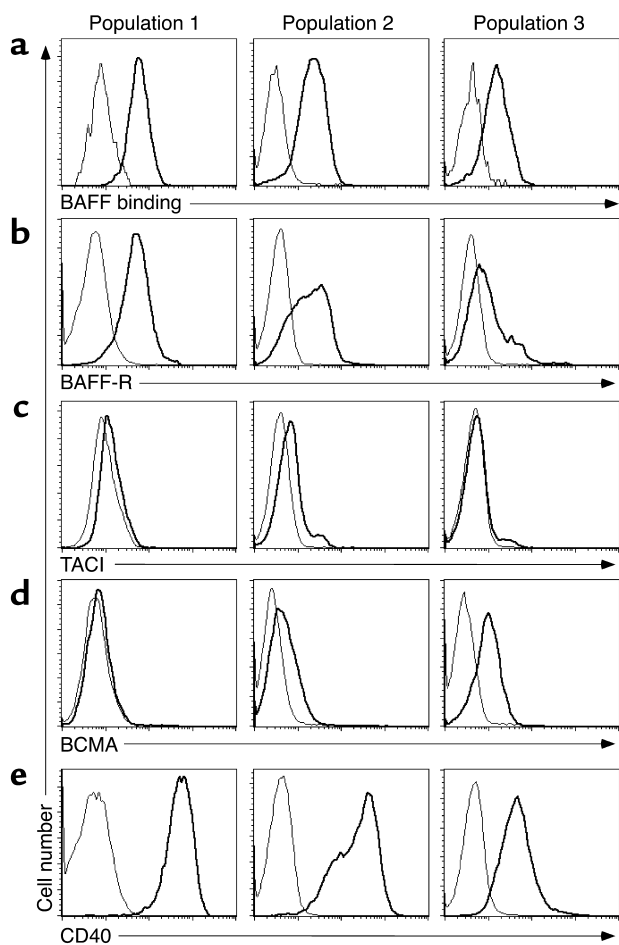 Population 1 Population 2 Population 3
a
BAFF binding
b
BAFF-R
c
TACI
d
BCMA
e
Cell number
CD40